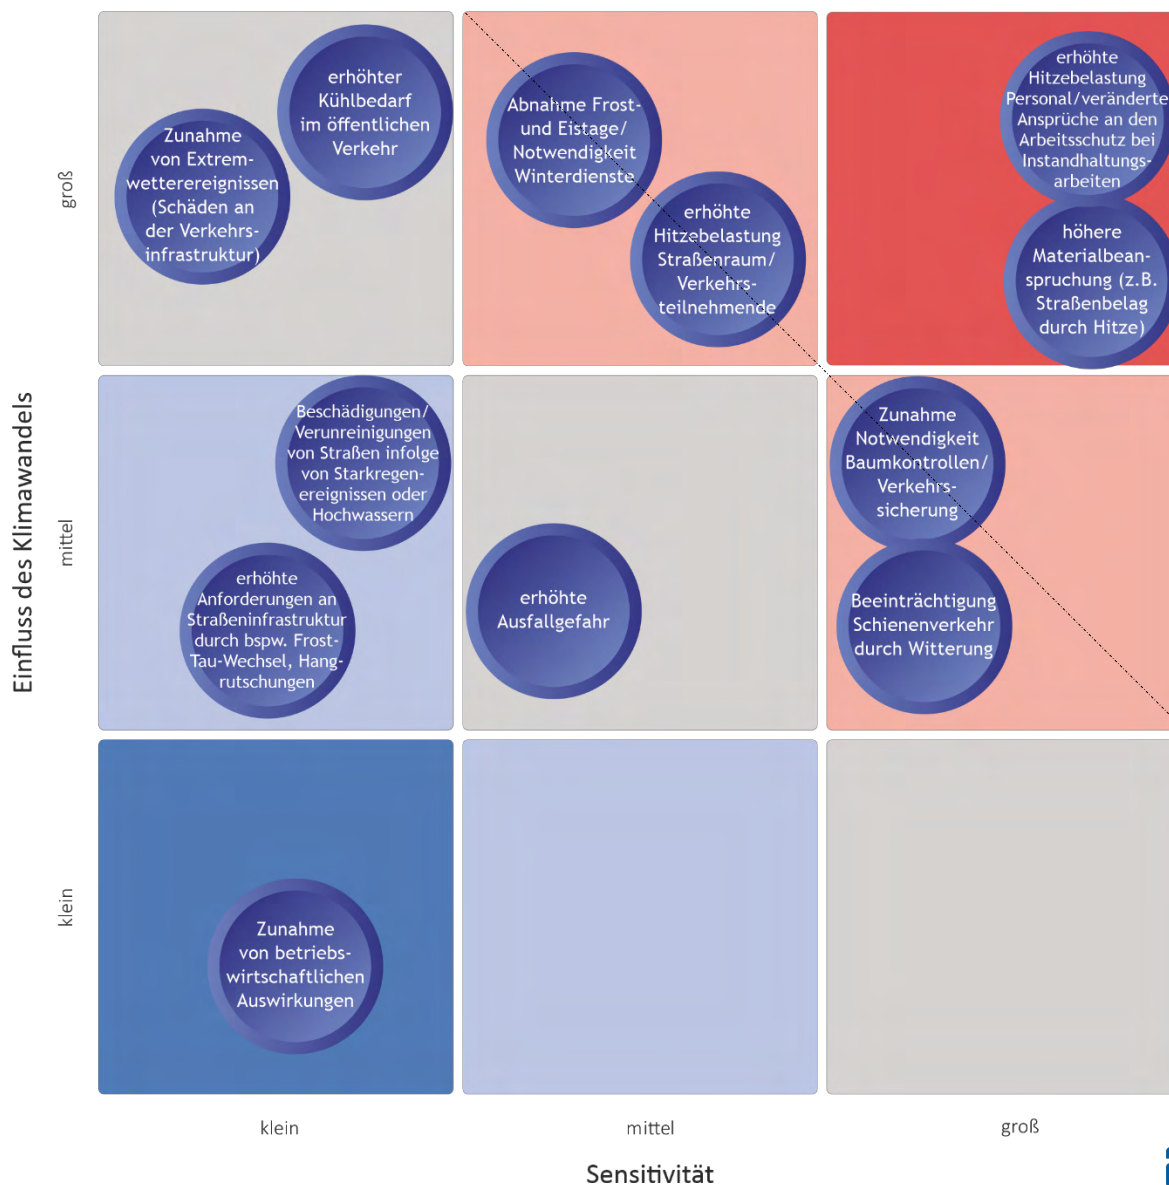 Einfluss des Klimawandels
groß
mittel
klein
Zunahme
von Extrem-
wetterereignissen
(Schäden an
der Verkehrs-
infrastruktur)
erhöhter
Kühlbedarf
im öffentlichen
Verkehr
Abnahme Frost-
und Eistage/
Notwendigkeit
Winterdienste
erhöhte
Hitzebelastung
Straßenraum/
Verkehrs-
teilnehmende
erhöhte
Hitzebelastung
Personal/veränderte
Ansprüche an den
Arbeitsschutz bei
Instandhaltungs-
arbeiten
höhere
Materialbean-
spruchung (z.B.
Straßenbelag
durch Hitze)
Beschädigungen/
Verunreinigungen
von Straßen infolge
von Starkregen-
ereignissen oder
Hochwassern
erhöhte
Anforderungen an
Straßeninfrastruktur
durch bspw. Frost-
Tau-Wechsel, Hang-
rutschungen
erhöhte
Ausfallgefahr
Zunahme
Notwendigkeit
Baumkontrollen/
Verkehrs-
sicherung
Beeinträchtigung
Schienenverkehr
durch Witterung
Zunahme
von betriebs-
wirtschaftlichen
Auswirkungen
klein
mittel
groß
Sensitivität